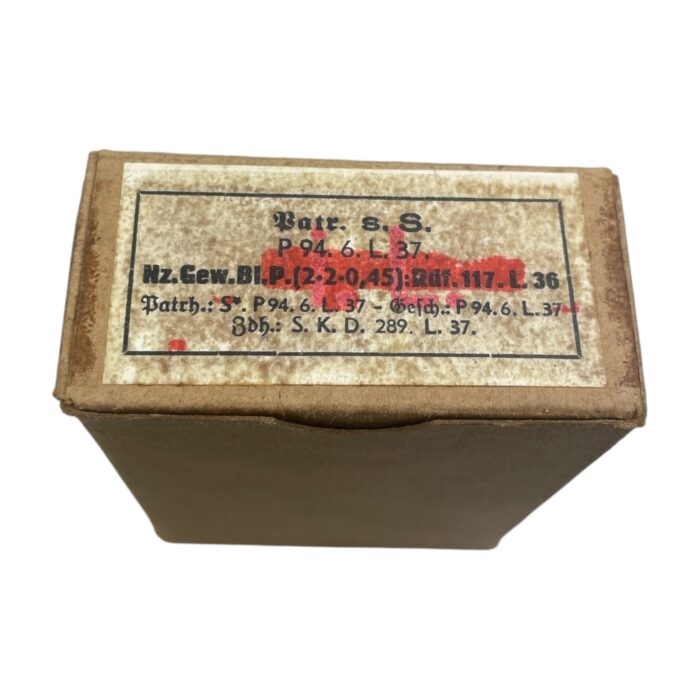 Patr. s. S.
P 94. 6. L. 37.
Nz.Gew.Bl.P.(2·2·0,45):Rdf. 117. L. 36
Patrh.: S*. P 94. 6. L. 37 - Gesch.: P 94. 6. L. 37
Zdh.: S. K. D. 289. L. 37.